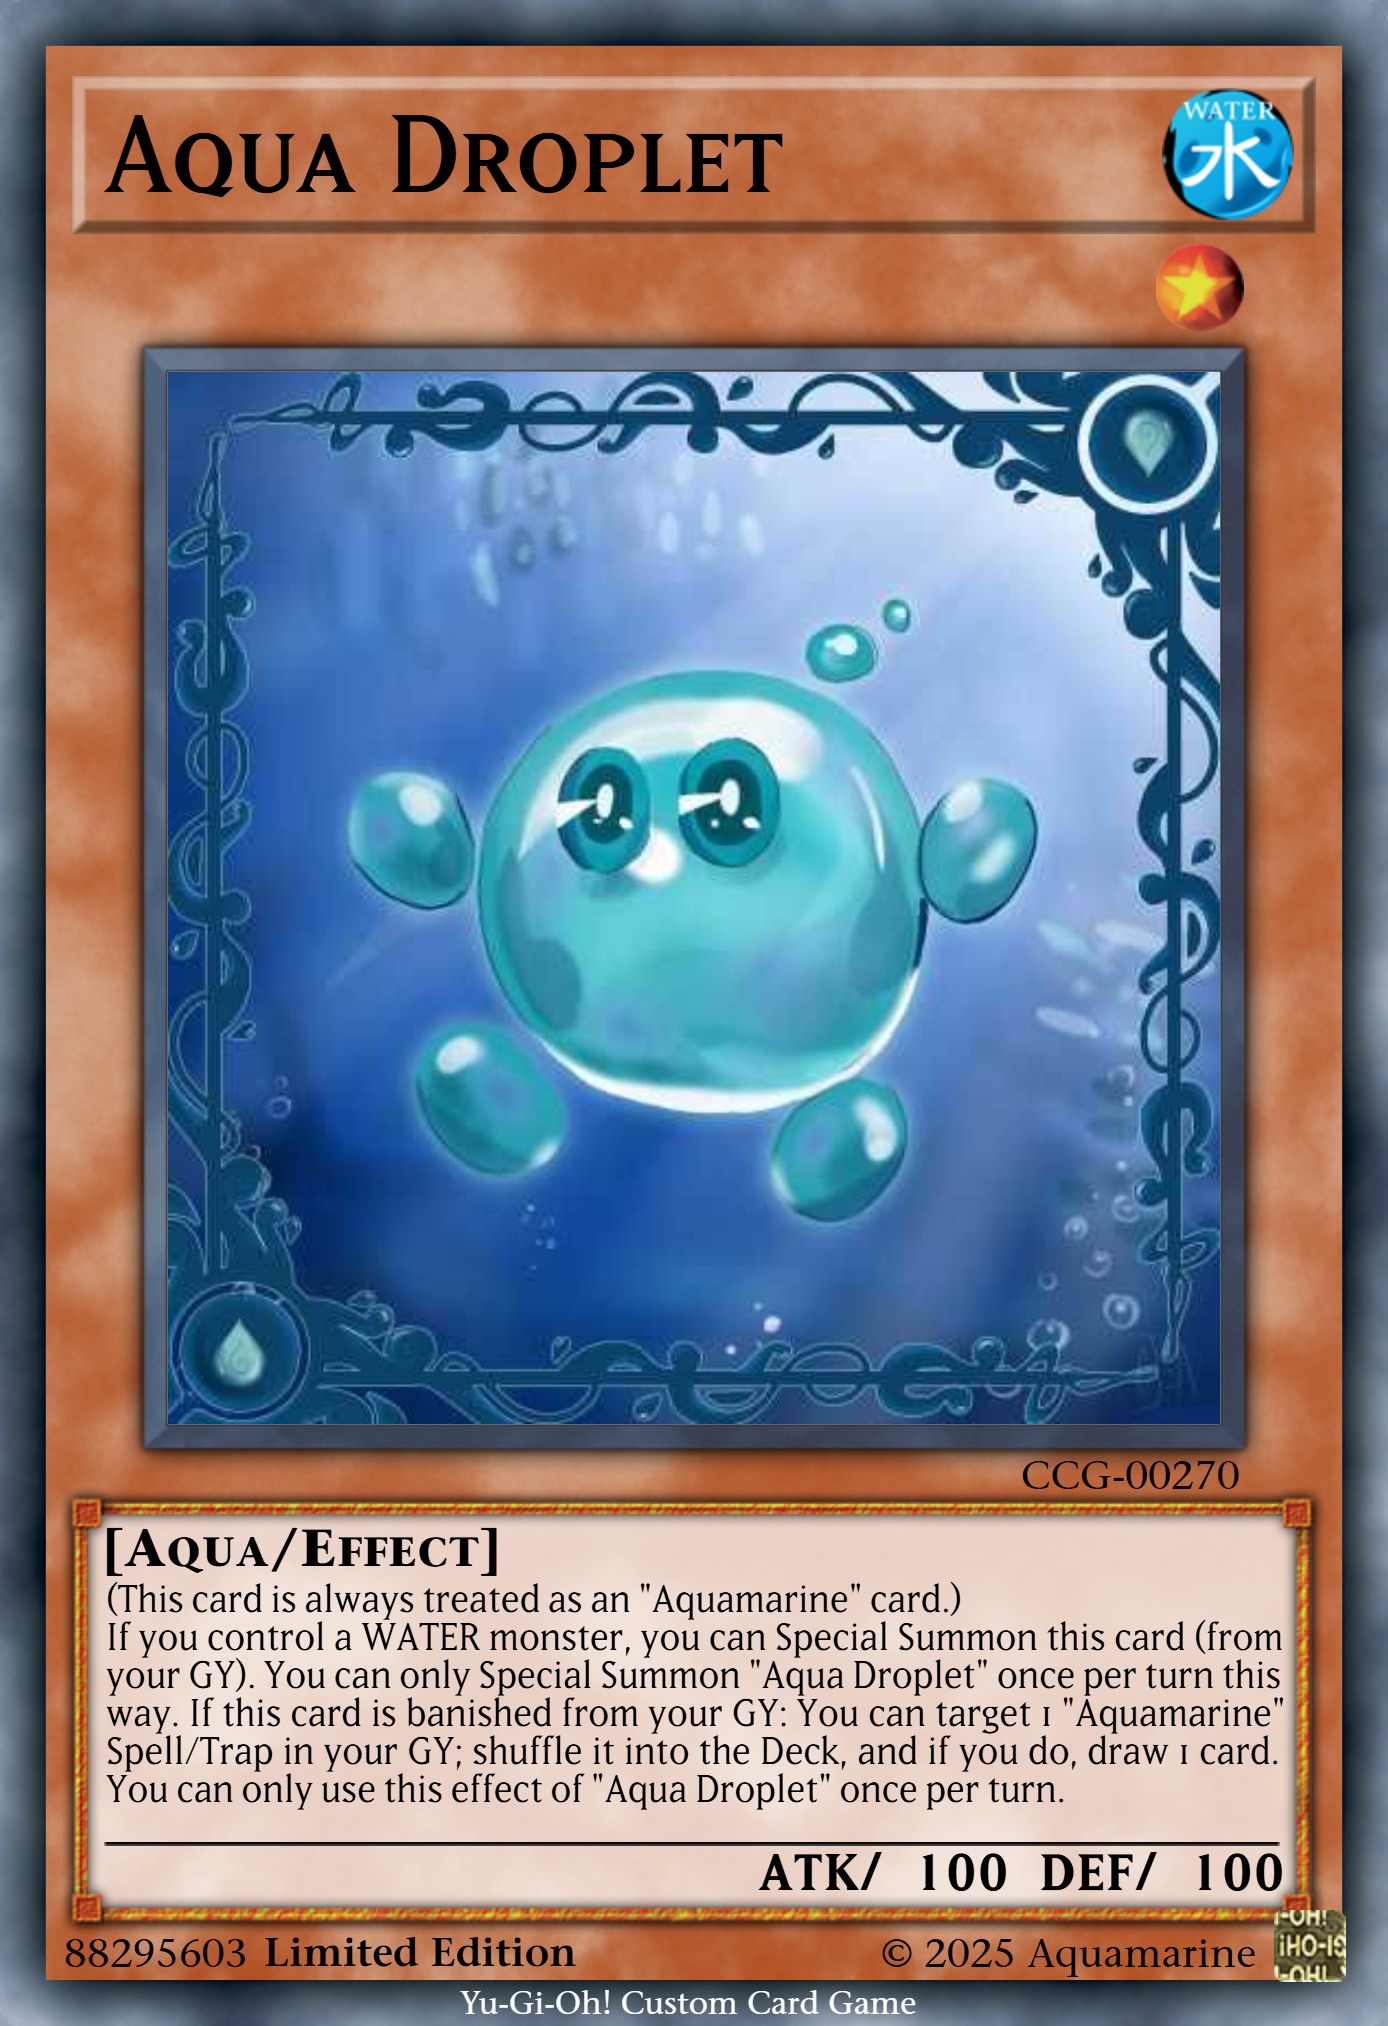 Aqua Droplet
WATER
水
CCG-00270
[Aqua/Effect]
(This card is always treated as an "Aquamarine" card.)
If you control a WATER monster, you can Special Summon this card (from
your GY). You can only Special Summon "Aqua Droplet" once per turn this
way. If this card is banished from your GY: You can target 1 "Aquamarine"
Spell/Trap in your GY; shuffle it into the Deck, and if you do, draw 1 card.
You can only use this effect of "Aqua Droplet" once per turn.
ATK/ 100 DEF/ 100
88295603 Limited Edition
© 2025 Aquamarine
Yu-Gi-Oh! Custom Card Game